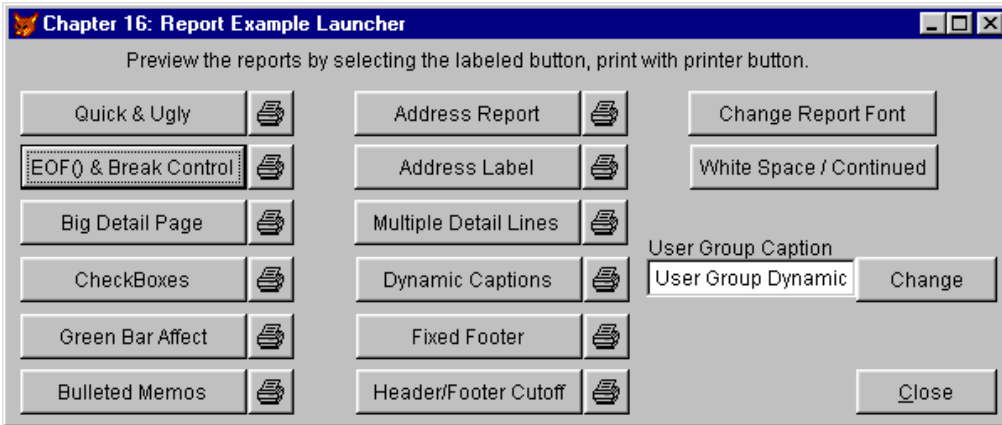 Chapter 16: Report Example Launcher
Preview the reports by selecting the labeled button, print with printer button.
Quick & Ugly
Address Report
Change Report Font
EOF() & Break Control
Address Label
White Space / Continued
Big Detail Page
Multiple Detail Lines
User Group Caption
CheckBoxes
Dynamic Captions
User Group Dynamic
Change
Green Bar Affect
Fixed Footer
Bulleted Memos
Header/Footer Cutoff
Close